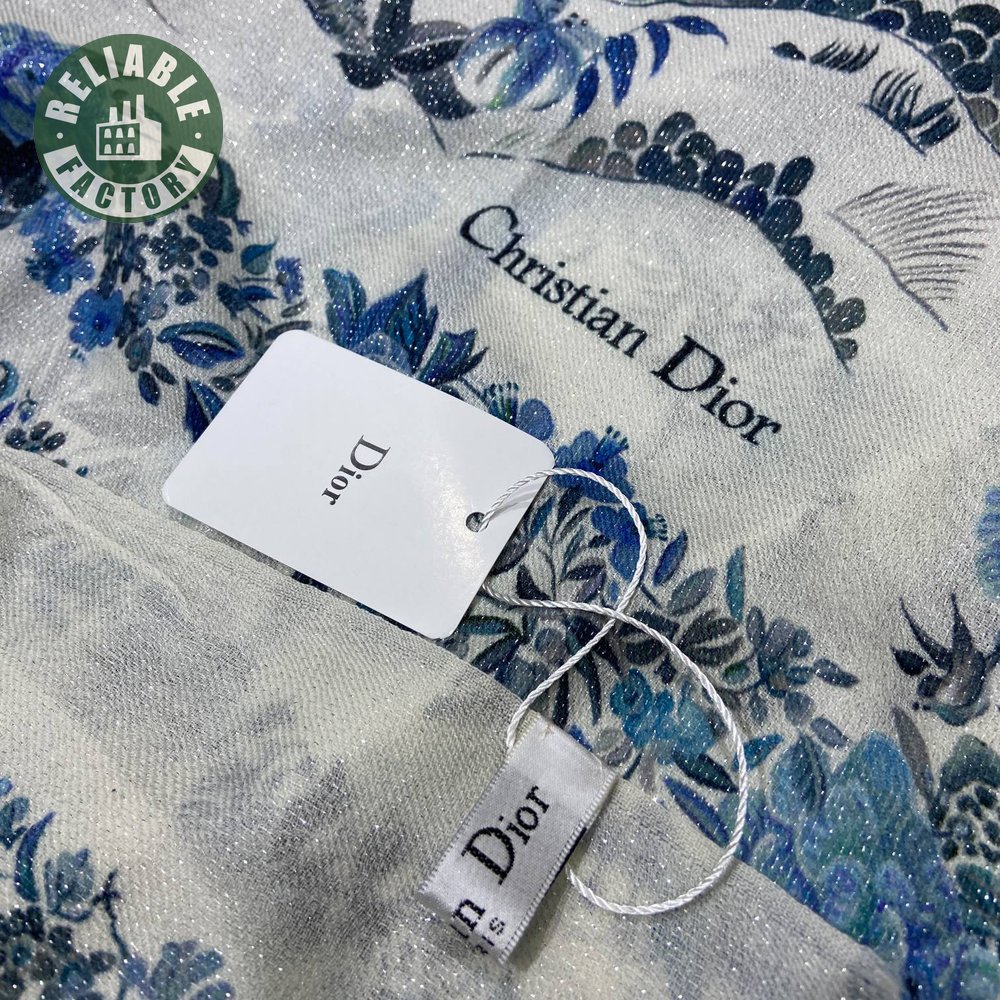 RELIABLE
FACTORY
Christian Dior
Dior
Dior